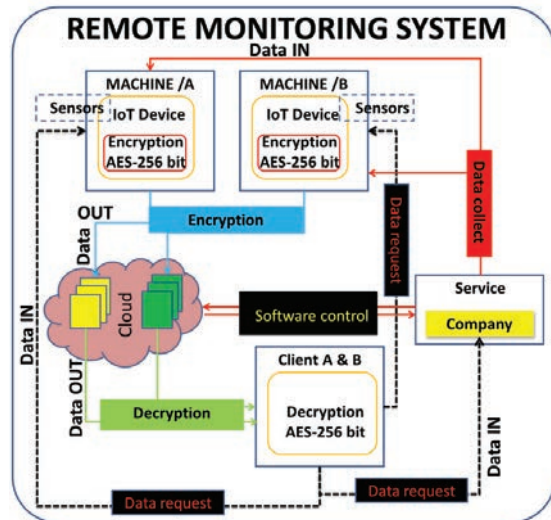 REMOTE MONITORING SYSTEM
Data IN
MACHINE /A
MACHINE /B
Sensors
IoT Device
IoT Device
Sensors
Encryption
AES-256 bit
Encryption
AES-256 bit
Data collect
Data request
Encryption
Data OUT
Cloud
Data IN
Software control
Service
Company
Client A & B
Data OUT
Decryption
Decryption
AES-256 bit
Data IN
Data request
Data request